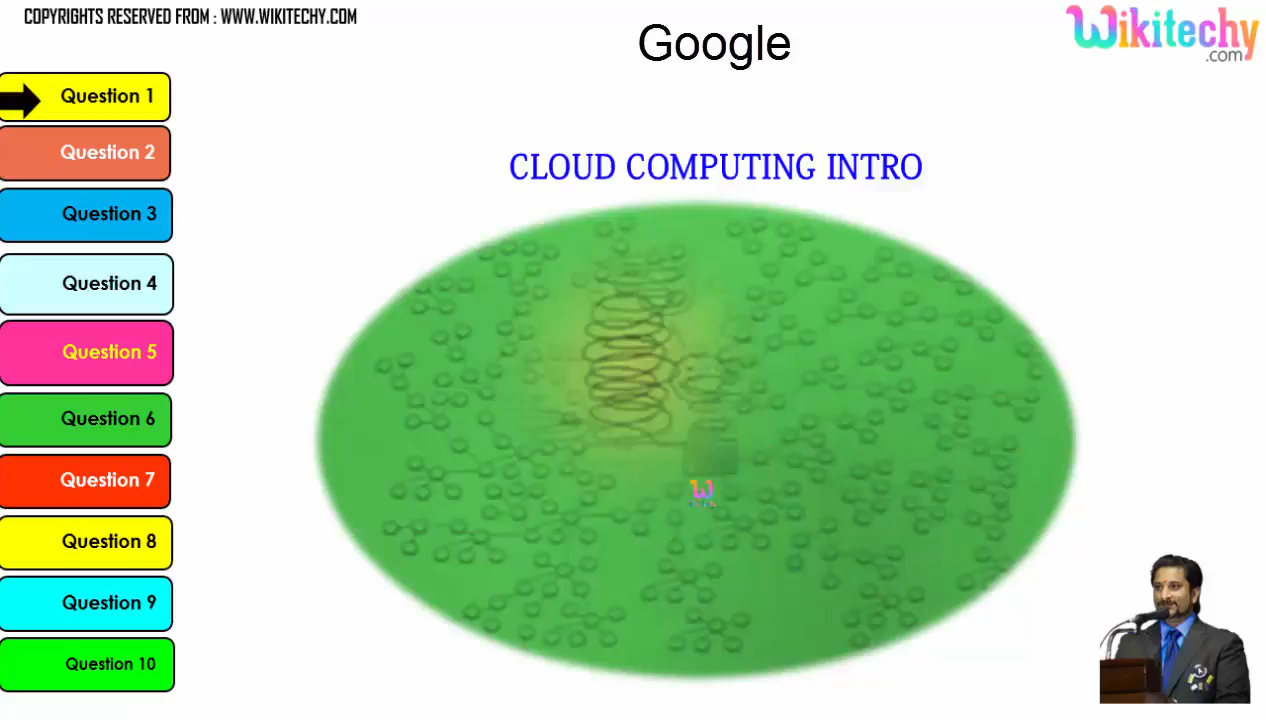 COPYRIGHTS RESERVED FROM : WWW.WIKITECHY.COM
Google
Wikitechy
.com
Question 1
CLOUD COMPUTING INTRO
Question 2
Question 3
Question 4
Question 5
Question 6
Question 7
Question 8
Question 9
Question 10